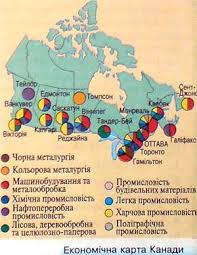 Тейлор
Едмонтон
Томпсон
Ванкувер
Саскатун
Вінніпег
Тандер-Бей
Монреаль
Квебек
Сент-Джонс
Вікторія
Калгарі
Реджайна
ОТТАВА
Торонто
Гамільтон
Галіфакс
Чорна металургія
Кольорова металургія
Машинобудування та
металообробка
Хімічна промисловість
Нафтопереробна
промисловість
Лісова, деревообробна
та целюлозно-паперова
Промисловість
будівельних матеріалів
Легка промисловість
Харчова промисловість
Поліграфічна
промисловість
Економічна карта Канади